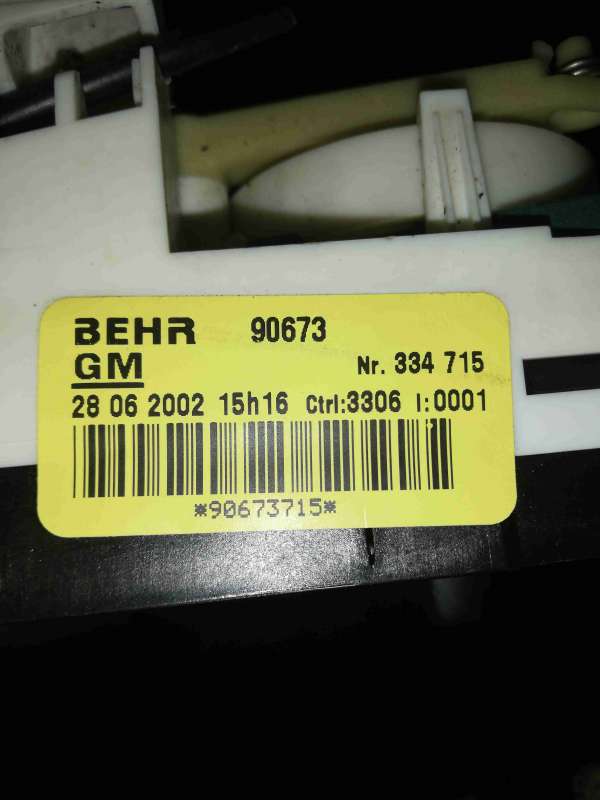 BEHR 90673
GM Nr. 334 715
28 06 2002 15h16 Ctrl:3306 I:0001
*90673715*